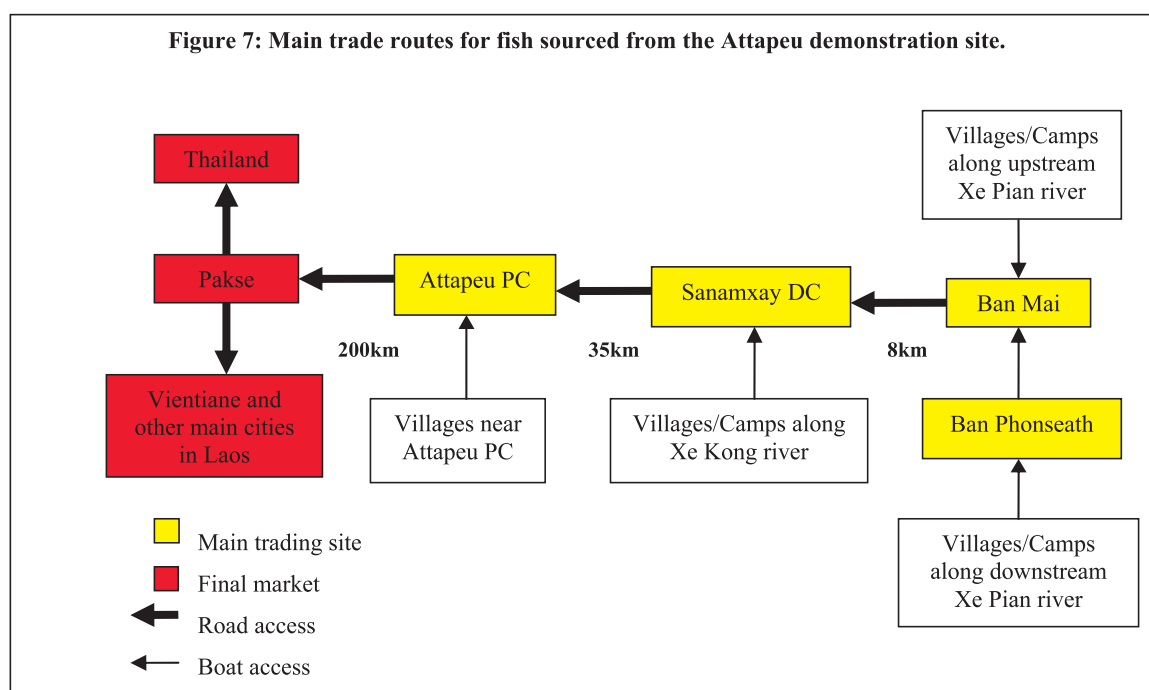 Figure 7: Main trade routes for fish sourced from the Attapeu demonstration site.
Villages/Camps
along upstream
Xe Pian river
Thailand
Pakse
Attapeu PC
Sanamxay DC
Ban Mai
200km
35km
8km
Vientiane and
other main cities
in Laos
Villages near
Attapeu PC
Villages/Camps along
Xe Kong river
Ban Phonseath
Villages/Camps
along downstream
Xe Pian river
Main trading site
Final market
Road access
Boat access